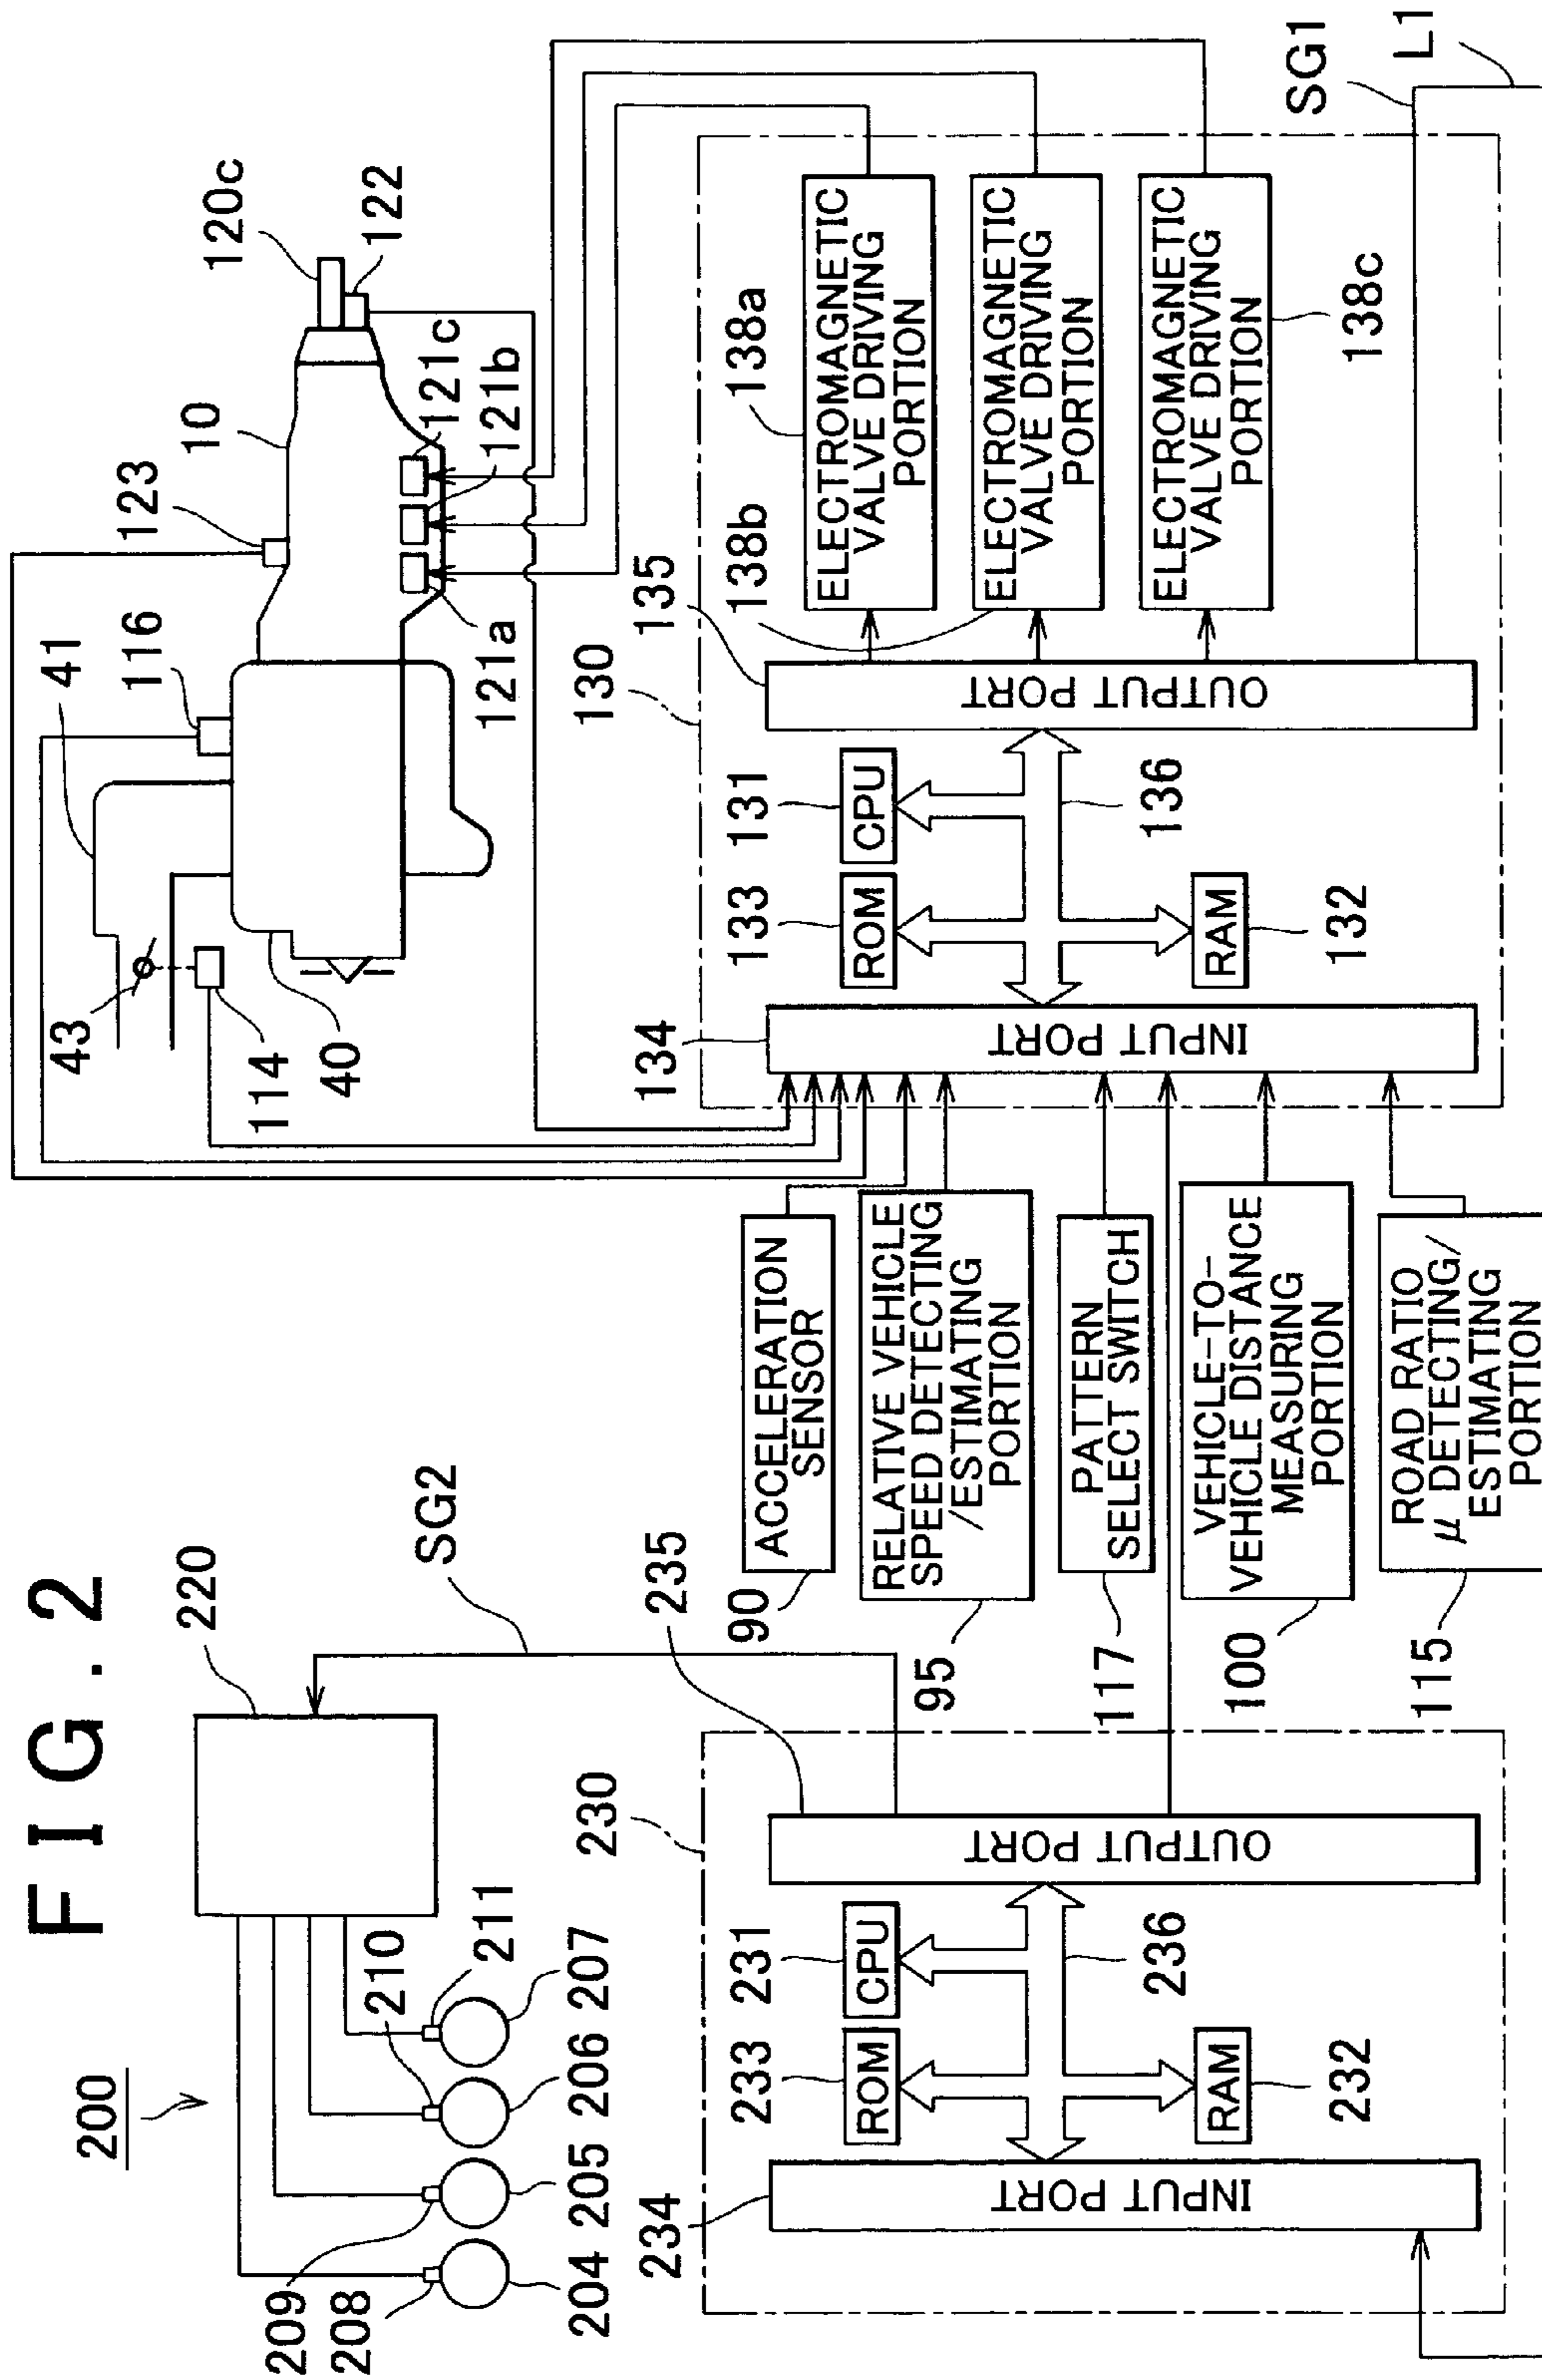 FIG. 2
200
220
SG2
210
211
209
208
204
205
206
207
41
116
123
10
120c
122
43
114
40
121a
121b
121c
230
235
234
233
231
ROM
CPU
INPUT PORT
OUTPUT PORT
236
RAM
232
90
ACCELERATION
SENSOR
95
RELATIVE VEHICLE
SPEED DETECTING
/ESTIMATING
PORTION
117
PATTERN
SELECT SWITCH
100
VEHICLE-TO-
VEHICLE DISTANCE
MEASURING
PORTION
115
ROAD RATIO
μ DETECTING/
ESTIMATING
PORTION
130
134
133
131
135
ROM
CPU
INPUT PORT
OUTPUT PORT
136
RAM
132
138a
ELECTROMAGNETIC
VALVE DRIVING
PORTION
138b
ELECTROMAGNETIC
VALVE DRIVING
PORTION
ELECTROMAGNETIC
VALVE DRIVING
PORTION
138c
SG1
L1